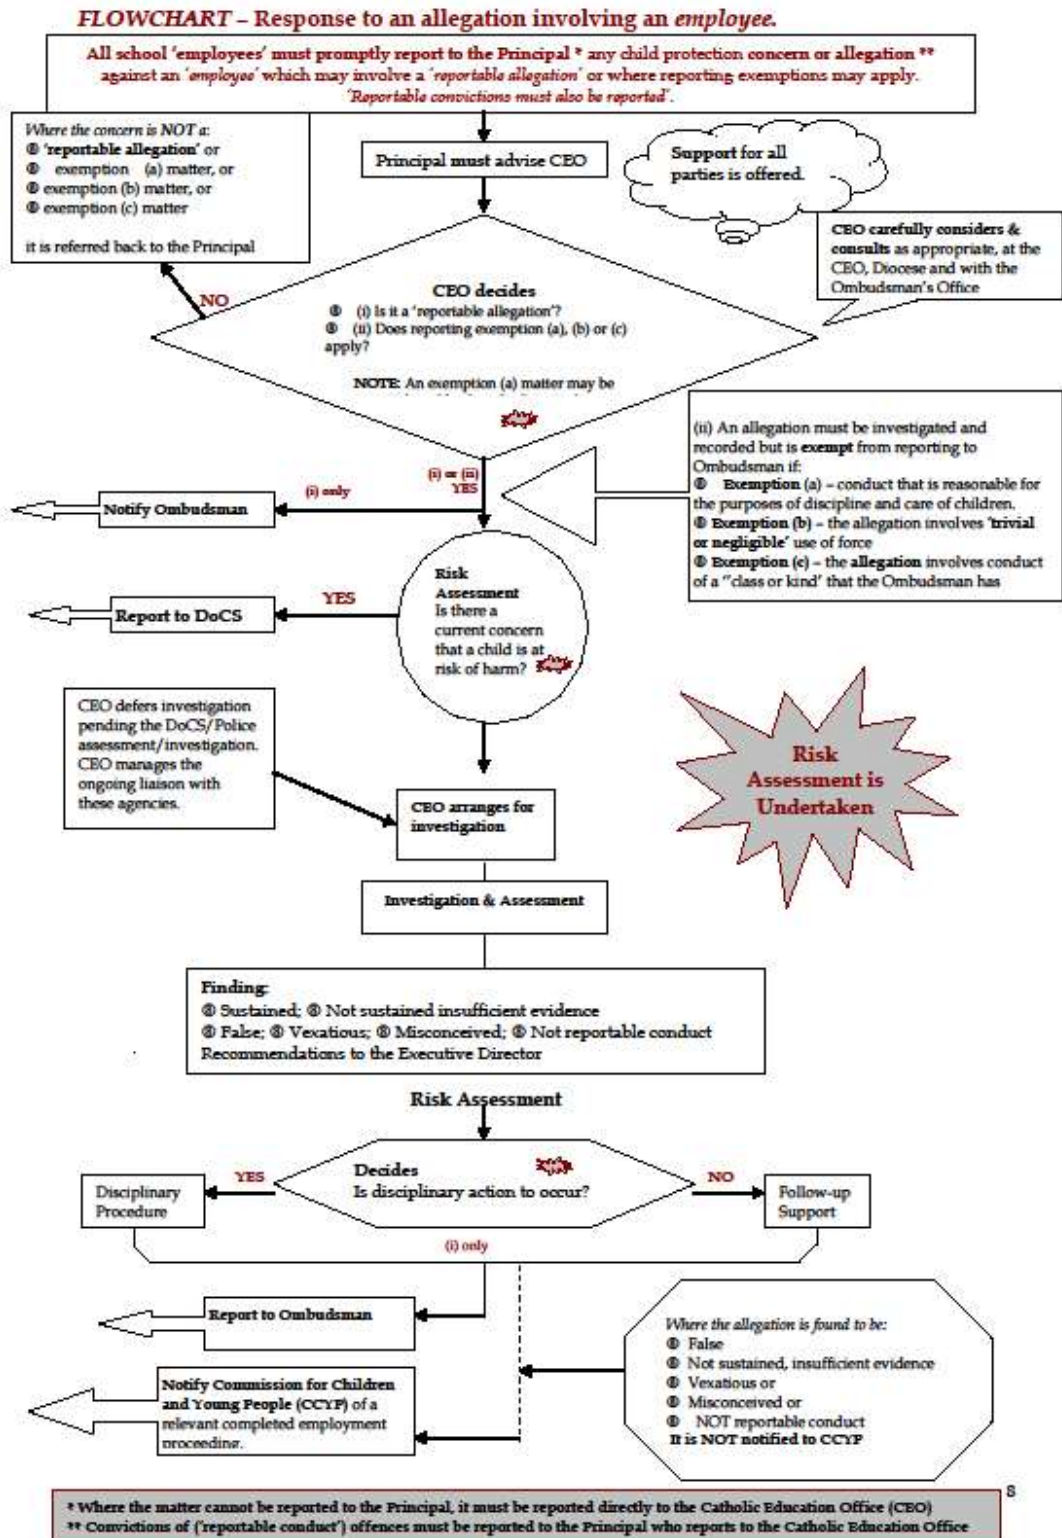 FLOWCHART – Response to an allegation involving an employee.
All school 'employees' must promptly report to the Principal * any child protection concern or allegation **
against an 'employee' which may involve a 'reportable allegation' or where reporting exemptions may apply.
'Reportable convictions must also be reported'.
Where the concern is NOT a:
'reportable allegation' or
exemption (a) matter, or
exemption (b) matter, or
exemption (c) matter
it is referred back to the Principal
Principal must advise CEO
Support for all
parties is offered.
CEO carefully considers &
consults as appropriate, at the
CEO, Diocese and with the
Ombudsman's Office
NO
CEO decides
(i) Is it a 'reportable allegation'?
(ii) Does reporting exemption (a), (b) or (c)
apply?
NOTE: An exemption (a) matter may be
(ii) An allegation must be investigated and
recorded but is exempt from reporting to
Ombudsman if:
Exemption (a) – conduct that is reasonable for
the purposes of discipline and care of children.
Exemption (b) – the allegation involves 'trivial
or negligible' use of force
Exemption (c) – the allegation involves conduct
of a "class or kind' that the Ombudsman has
(i) or (ii)
YES
(i) only
Notify Ombudsman
Risk
Assessment
Is there a
current concern
that a child is at
risk of harm?
YES
Report to DoCS
CEO defers investigation
pending the DoCS/Police
assessment/investigation.
CEO manages the
ongoing liaison with
these agencies.
Risk
Assessment is
Undertaken
CEO arranges for
investigation
Investigation & Assessment
Finding:
Sustained; Not sustained insufficient evidence
False; Vexatious; Misconceived; Not reportable conduct
Recommendations to the Executive Director
Risk Assessment
Decides
Is disciplinary action to occur?
YES
NO
Disciplinary
Procedure
Follow-up
Support
(i) only
Report to Ombudsman
Where the allegation is found to be:
False
Not sustained, insufficient evidence
Vexatious or
Misconceived or
NOT reportable conduct
It is NOT notified to CCYP
Notify Commission for Children
and Young People (CCYP) of a
relevant completed employment
proceeding.
8
* Where the matter cannot be reported to the Principal, it must be reported directly to the Catholic Education Office (CEO)
** Convictions of ('reportable conduct') offences must be reported to the Principal who reports to the Catholic Education Office